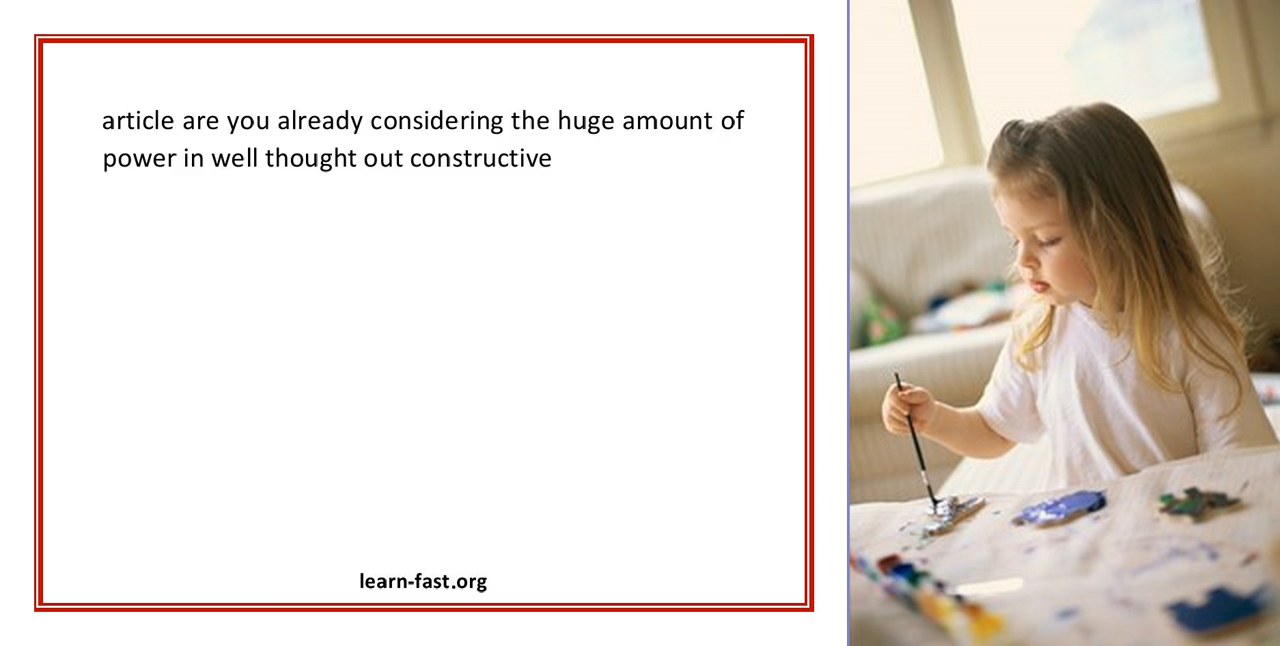 article are you already considering the huge amount of
power in well thought out constructive
learn-fast.org